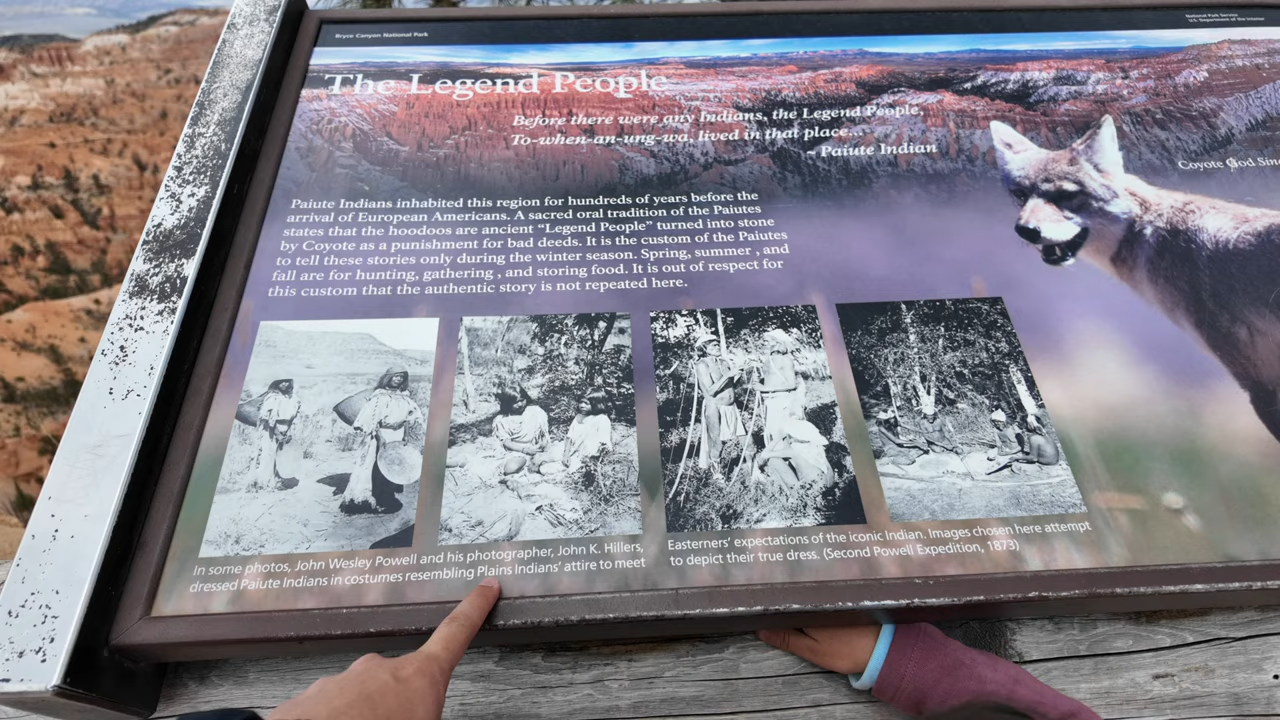 Bryce Canyon National Park
National Park Service
U.S. Department of the Interior
The Legend People
Before there were any Indians, the Legend People,
To-when-an-ung-wa, lived in that place...
~ Paiute Indian
Coyote God Sin
Paiute Indians inhabited this region for hundreds of years before the
arrival of European Americans. A sacred oral tradition of the Paiutes
states that the hoodoos are ancient “Legend People” turned into stone
by Coyote as a punishment for bad deeds. It is the custom of the Paiutes
to tell these stories only during the winter season. Spring, summer , and
fall are for hunting, gathering , and storing food. It is out of respect for
this custom that the authentic story is not repeated here.
In some photos, John Wesley Powell and his photographer, John K. Hillers,
dressed Paiute Indians in costumes resembling Plains Indians’ attire to meet
Easterners’ expectations of the iconic Indian. Images chosen here attempt
to depict their true dress. (Second Powell Expedition, 1873)